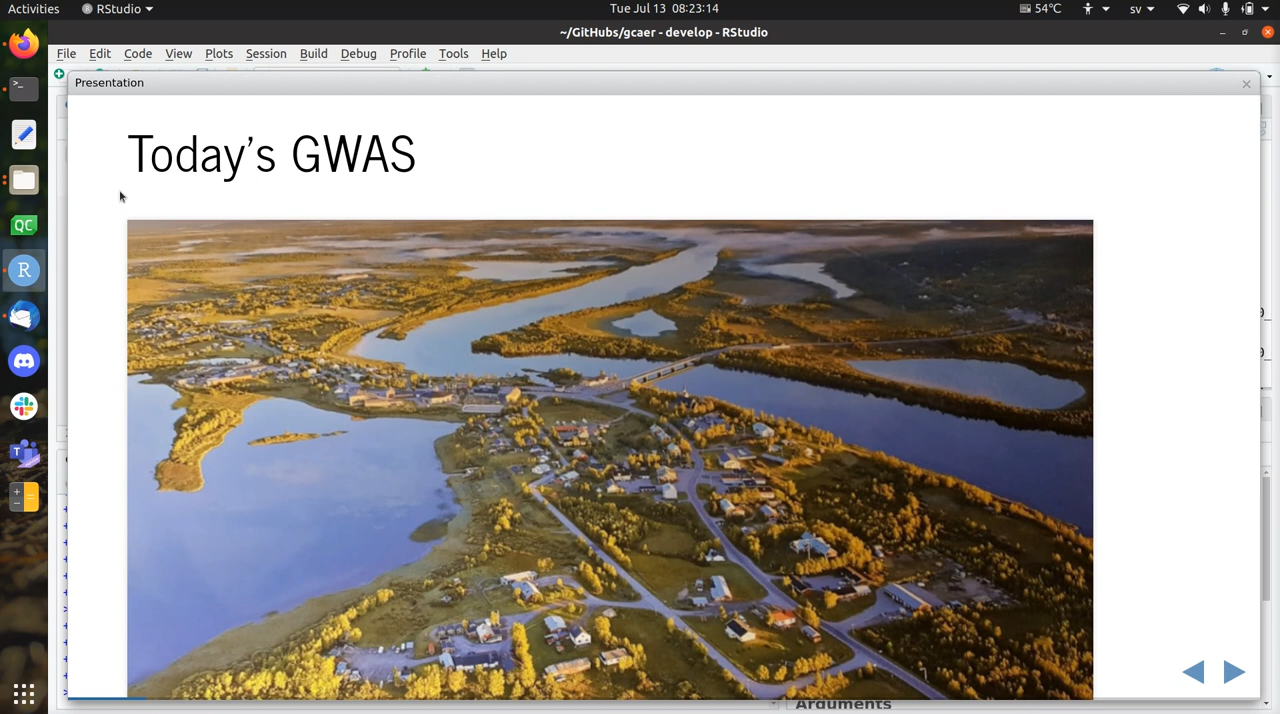 Activities RStudio Tue Jul 13 08:23:14 54°C sv
~/GitHubs/gcaer - develop - RStudio
File Edit Code View Plots Session Build Debug Profile Tools Help
Presentation
Today's GWAS
QC
R
T
Arguments